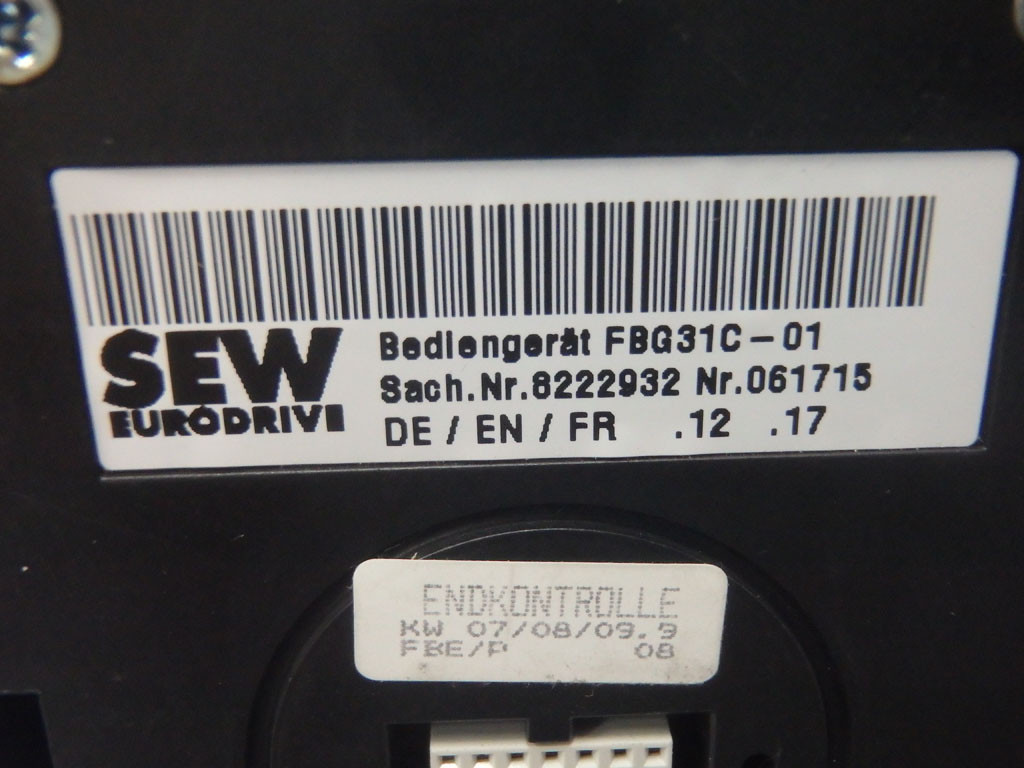 SEW
EURODRIVE
Bediengerät FBG31C-01
Sach.Nr.8222932 Nr.061715
DE / EN / FR .12 .17
ENDKONTROLLE
KW 07/08/09.9
FBE/P 08